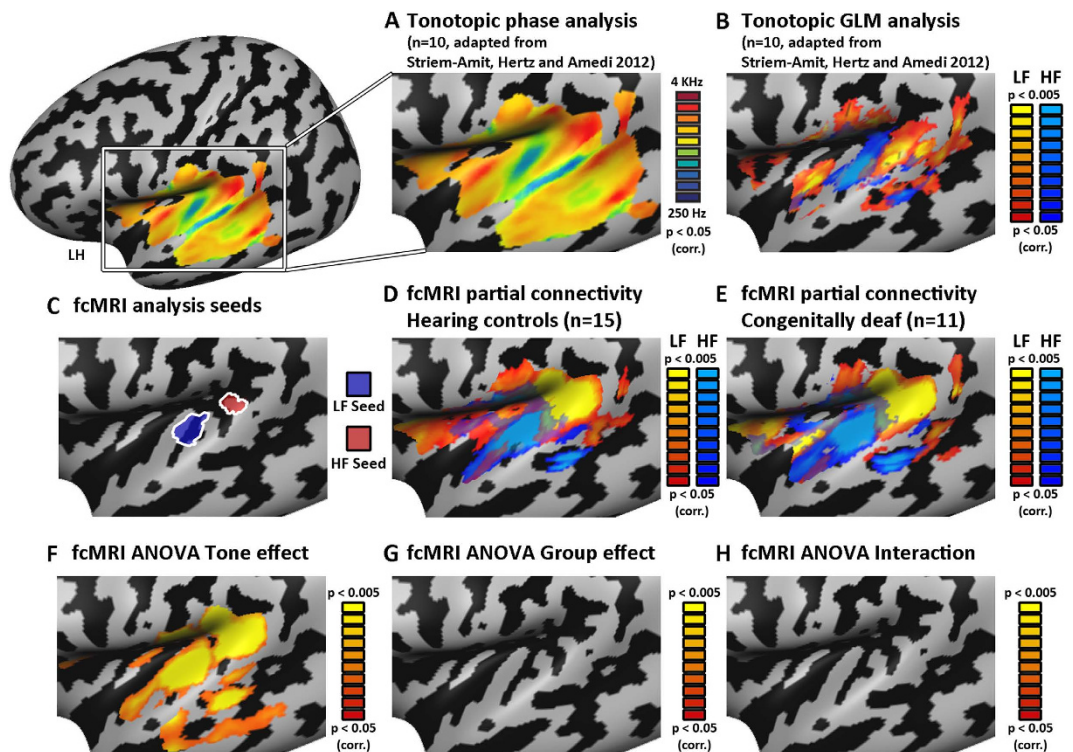 A Tonotopic phase analysis
(n=10, adapted from
Striem-Amit, Hertz and Amedi 2012)
4 KHz
250 Hz
p < 0.05
(corr.)
LH
B Tonotopic GLM analysis
(n=10, adapted from
Striem-Amit, Hertz and Amedi 2012)
LF HF
p < 0.005
p < 0.05
(corr.)
C fcMRI analysis seeds
LF Seed
HF Seed
D fcMRI partial connectivity
Hearing controls (n=15)
LF HF
p < 0.005
p < 0.05
(corr.)
E fcMRI partial connectivity
Congenitally deaf (n=11)
LF HF
p < 0.005
p < 0.05
(corr.)
F fcMRI ANOVA Tone effect
p < 0.005
p < 0.05
(corr.)
G fcMRI ANOVA Group effect
p < 0.005
p < 0.05
(corr.)
H fcMRI ANOVA Interaction
p < 0.005
p < 0.05
(corr.)